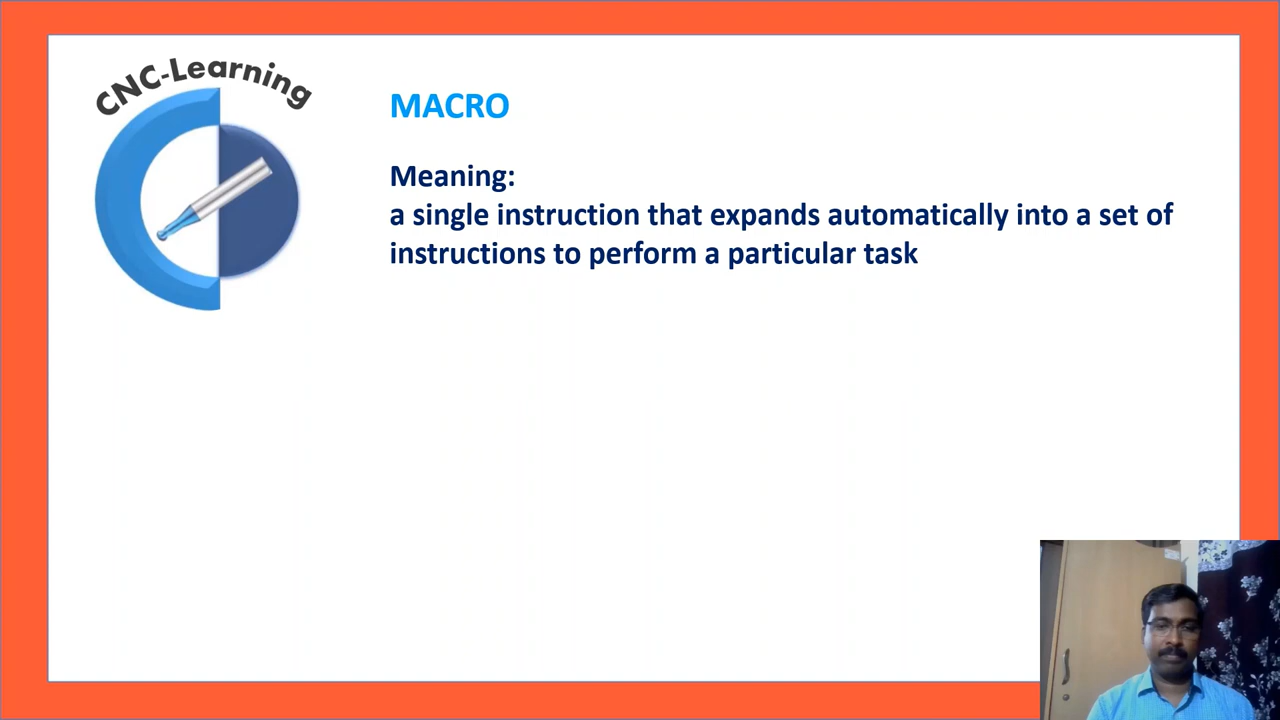 CNC-Learning
MACRO
Meaning:
a single instruction that expands automatically into a set of
instructions to perform a particular task